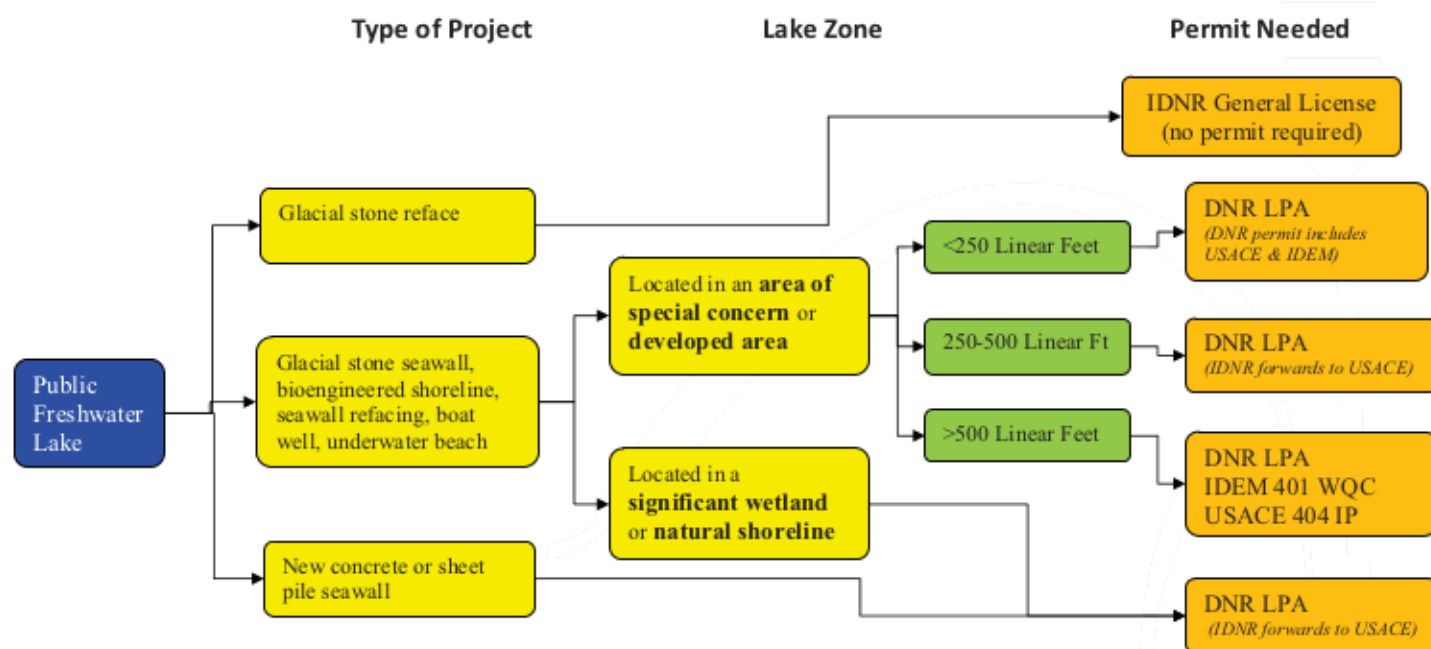 Type of Project
Lake Zone
Permit Needed
IDNR General License
(no permit required)
Glacial stone reface
DNR LPA
(DNR permit includes
USACE & IDEM)
<250 Linear Feet
Located in an area of
special concern or
developed area
250-500 Linear Ft
DNR LPA
(IDNR forwards to USACE)
Glacial stone seawall,
bioengineered shoreline,
seawall refacing, boat
well, underwater beach
Public
Freshwater
Lake
>500 Linear Feet
DNR LPA
IDEM 401 WQC
USACE 404 IP
Located in a
significant wetland
or natural shoreline
New concrete or sheet
pile seawall
DNR LPA
(IDNR forwards to USACE)